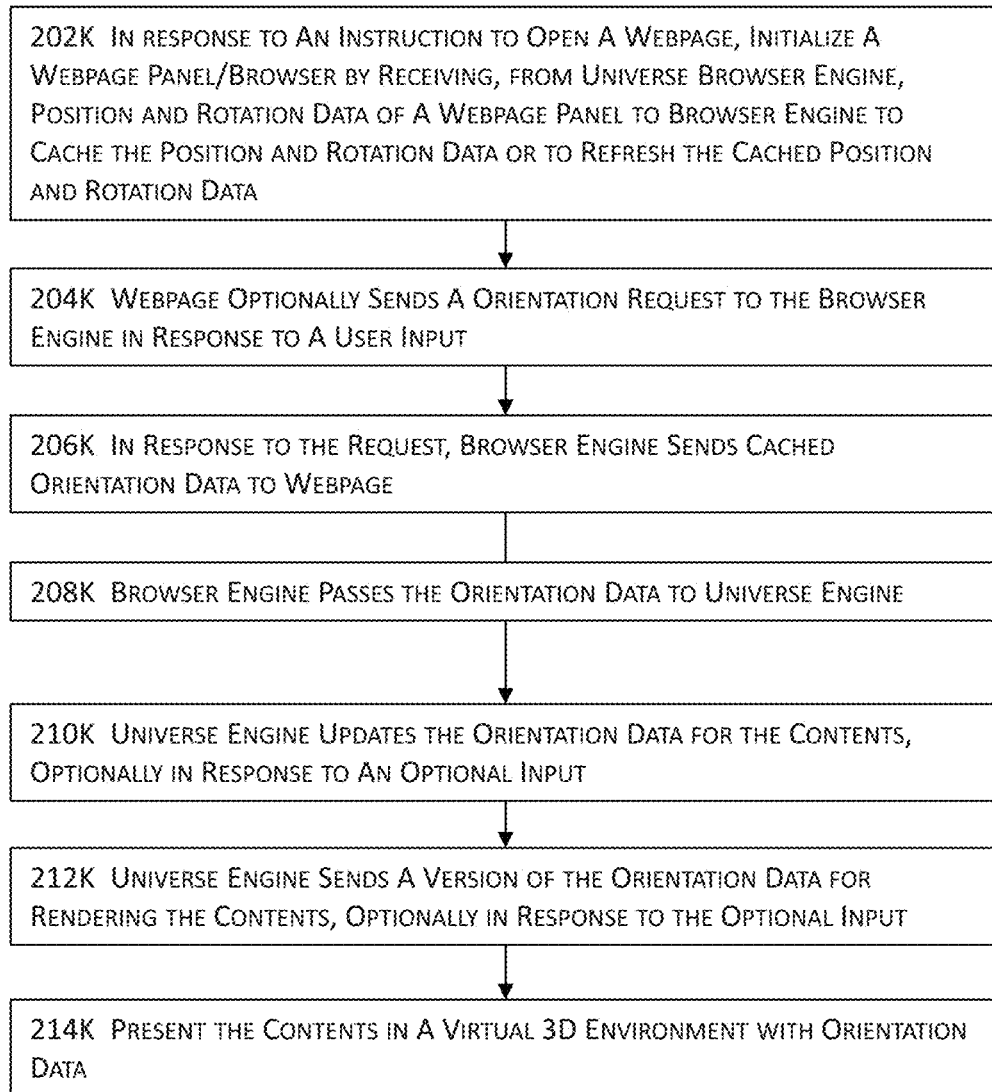 202K In response to An Instruction to Open A Webpage, Initialize A
Webpage Panel/Browser by Receiving, from Universe Browser Engine,
Position and Rotation Data of A Webpage Panel to Browser Engine to
Cache the Position and Rotation Data or to Refresh the Cached Position
and Rotation Data
204K Webpage Optionally Sends A Orientation Request to the Browser
Engine in Response to A User Input
206K In Response to the Request, Browser Engine Sends Cached
Orientation Data to Webpage
208K Browser Engine Passes the Orientation Data to Universe Engine
210K Universe Engine Updates the Orientation Data for the Contents,
Optionally in Response to An Optional Input
212K Universe Engine Sends A Version of the Orientation Data for
Rendering the Contents, Optionally in Response to the Optional Input
214K Present the Contents in A Virtual 3D Environment with Orientation
Data